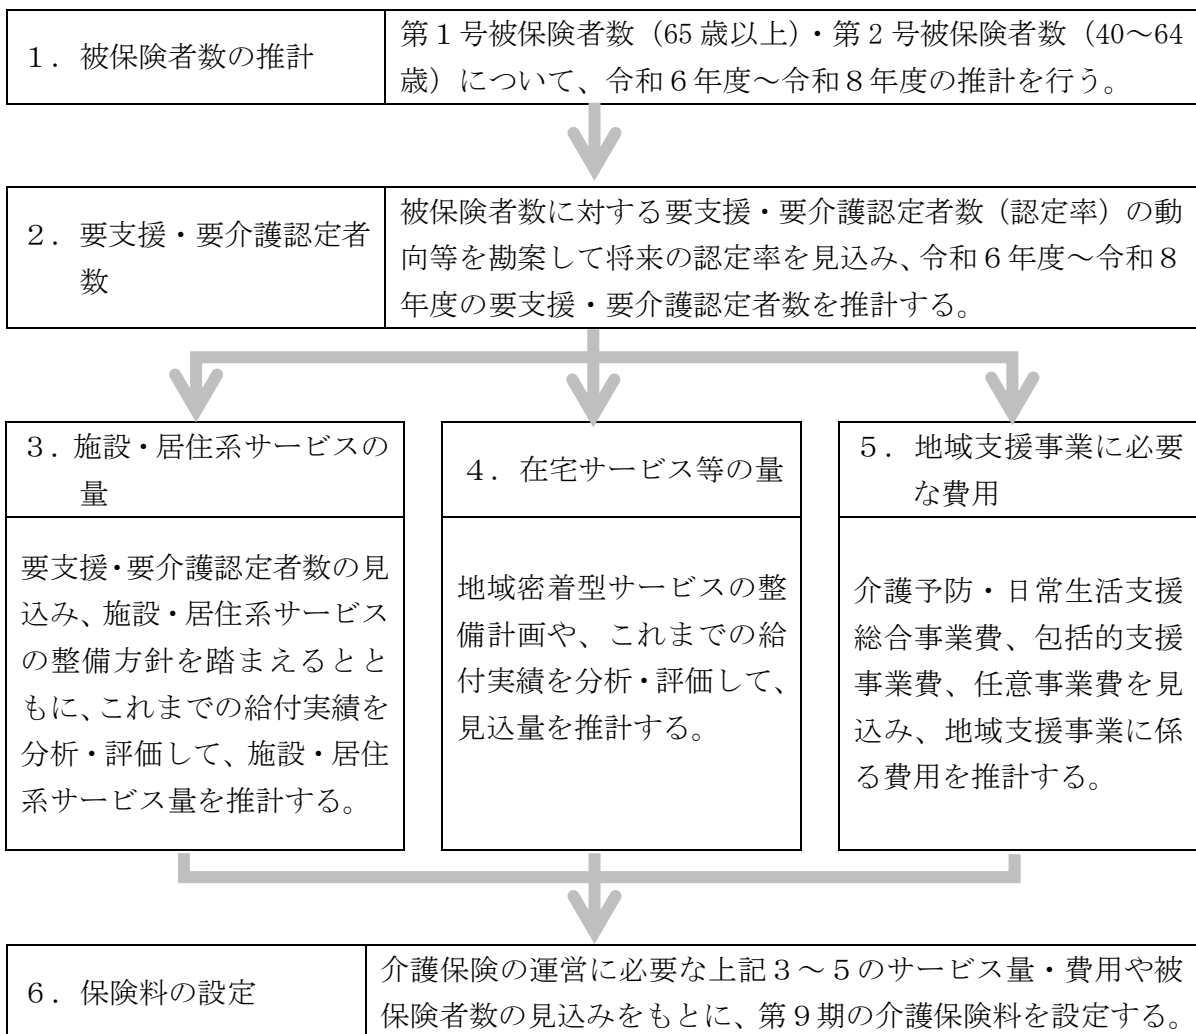 １．被保険者数の推計
第１号被保険者数（65 歳以上）・第 2 号被保険者数（40～64
歳）について、令和６年度～令和８年度の推計を行う。
２．要支援・要介護認定者
数
被保険者数に対する要支援・要介護認定者数（認定率）の動
向等を勘案して将来の認定率を見込み、令和６年度～令和８
年度の要支援・要介護認定者数を推計する。
３．施設・居住系サービスの
量
要支援・要介護認定者数の見
込み、施設・居住系サービス
の整備方針を踏まえるとと
もに、これまでの給付実績を
分析・評価して、施設・居住
系サービス量を推計する。
４．在宅サービス等の量
地域密着型サービスの整
備計画や、これまでの給
付実績を分析・評価して、
見込量を推計する。
５．地域支援事業に必要
な費用
介護予防・日常生活支援
総合事業費、包括的支援
事業費、任意事業費を見
込み、地域支援事業に係
る費用を推計する。
６．保険料の設定
介護保険の運営に必要な上記３～５のサービス量・費用や被
保険者数の見込みをもとに、第９期の介護保険料を設定する。